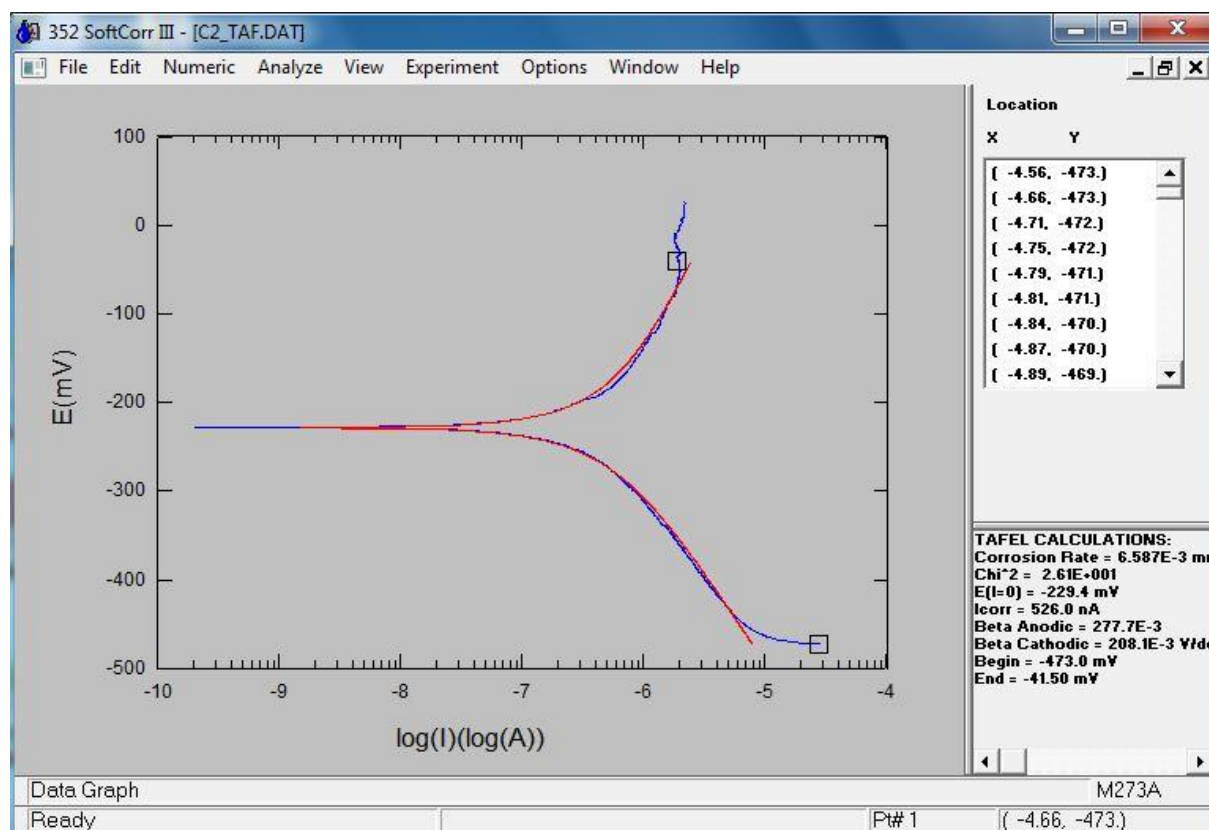 352 SoftCorr III - [C2_TAF.DAT]
File Edit Numeric Analyze View Experiment Options Window Help
100
0
-100
-200
-300
-400
-500
E(mV)
-10 -9 -8 -7 -6 -5 -4
log(I)(log(A))
Location
X Y
( -4.56, -473.)
( -4.66, -473.)
( -4.71, -472.)
( -4.75, -472.)
( -4.79, -471.)
( -4.81, -471.)
( -4.84, -470.)
( -4.87, -470.)
( -4.89, -469.)
TAFEL CALCULATIONS:
Corrosion Rate = 6.587E-3 m
Chi^2 = 2.61E+001
E(I=0) = -229.4 mV
Icorr = 526.0 nA
Beta Anodic = 277.7E-3
Beta Cathodic = 208.1E-3 V/de
Begin = -473.0 mV
End = -41.50 mV
Data Graph M273A
Ready Pt# 1 ( -4.66, -473.)